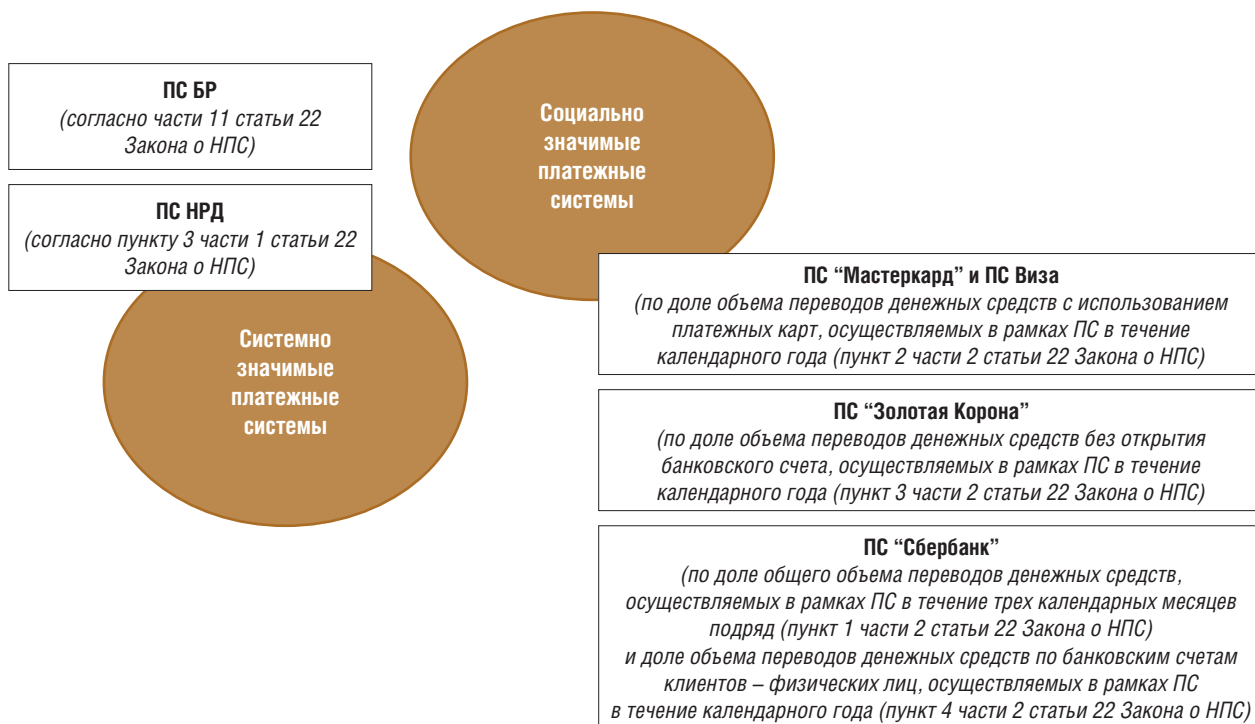 ПС БР
(согласно части 11 статьи 22
Закона о НПС)
ПС НРД
(согласно пункту 3 части 1 статьи 22
Закона о НПС)
Системно
значимые
платежные
системы
Социально
значимые
платежные
системы
ПС “Мастеркард” и ПС Виза
(по доле объема переводов денежных средств с использованием
платежных карт, осуществляемых в рамках ПС в течение
календарного года (пункт 2 части 2 статьи 22 Закона о НПС)
ПС “Золотая Корона”
(по доле объема переводов денежных средств без открытия
банковского счета, осуществляемых в рамках ПС в течение
календарного года (пункт 3 части 2 статьи 22 Закона о НПС)
ПС “Сбербанк”
(по доле общего объема переводов денежных средств,
осуществляемых в рамках ПС в течение трех календарных месяцев
подряд (пункт 1 части 2 статьи 22 Закона о НПС)
и доле объема переводов денежных средств по банковским счетам
клиентов – физических лиц, осуществляемых в рамках ПС
в течение календарного года (пункт 4 части 2 статьи 22 Закона о НПС)